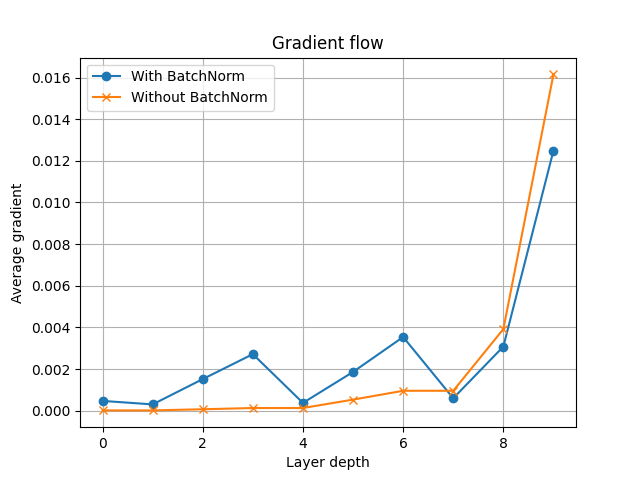 Gradient flow
With BatchNorm
Without BatchNorm
Average gradient
0.016
0.014
0.012
0.010
0.008
0.006
0.004
0.002
0.000
0 2 4 6 8
Layer depth